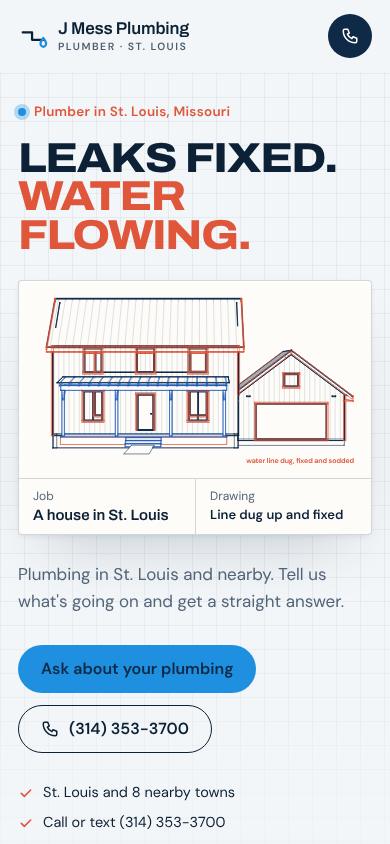 J Mess Plumbing
PLUMBER · ST. LOUIS
Plumber in St. Louis, Missouri
LEAKS FIXED.
WATER
FLOWING.
water line dug, fixed and sodded
Job
A house in St. Louis
Drawing
Line dug up and fixed
Plumbing in St. Louis and nearby. Tell us
what's going on and get a straight answer.
Ask about your plumbing
(314) 353-3700
St. Louis and 8 nearby towns
Call or text (314) 353-3700